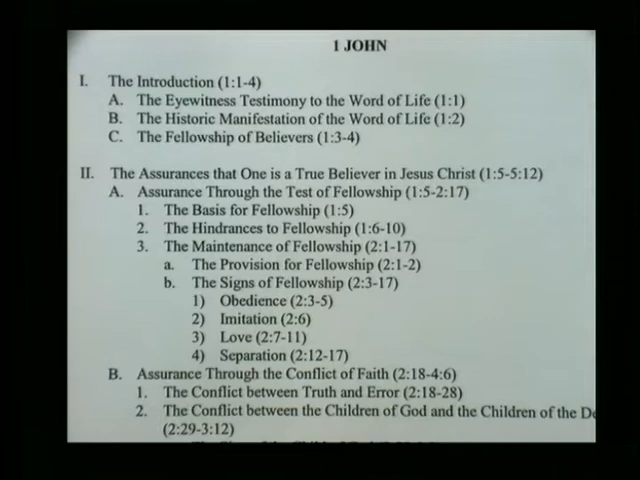 1 JOHN
I. The Introduction (1:1-4)
A. The Eyewitness Testimony to the Word of Life (1:1)
B. The Historic Manifestation of the Word of Life (1:2)
C. The Fellowship of Believers (1:3-4)
II. The Assurances that One is a True Believer in Jesus Christ (1:5-5:12)
A. Assurance Through the Test of Fellowship (1:5-2:17)
1. The Basis for Fellowship (1:5)
2. The Hindrances to Fellowship (1:6-10)
3. The Maintenance of Fellowship (2:1-17)
a. The Provision for Fellowship (2:1-2)
b. The Signs of Fellowship (2:3-17)
1) Obedience (2:3-5)
2) Imitation (2:6)
3) Love (2:7-11)
4) Separation (2:12-17)
B. Assurance Through the Conflict of Faith (2:18-4:6)
1. The Conflict between Truth and Error (2:18-28)
2. The Conflict between the Children of God and the Children of the De
(2:29-3:12)